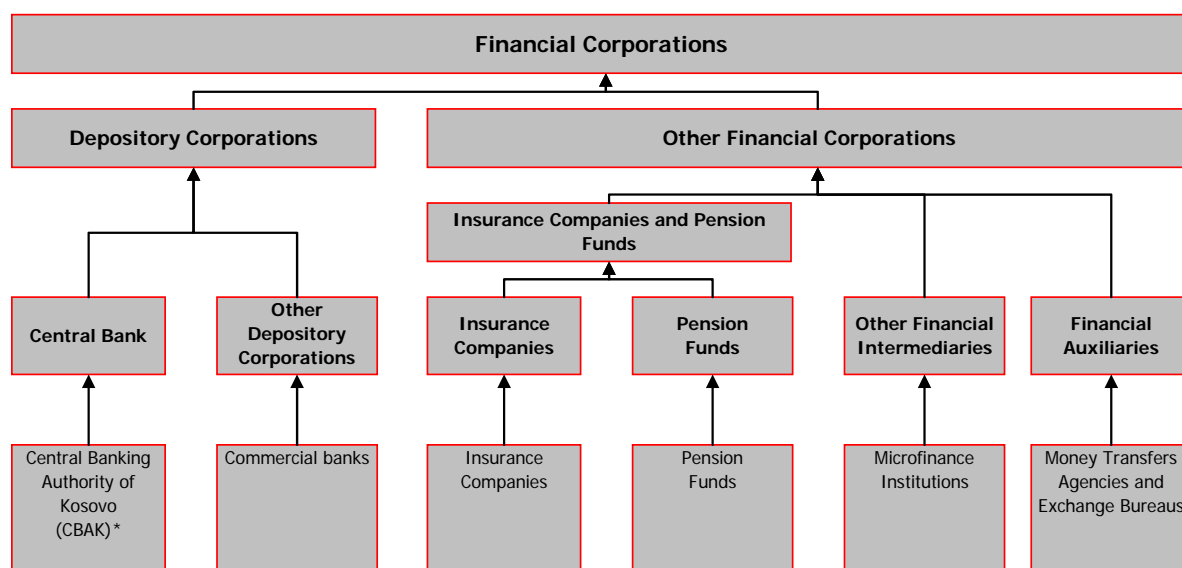 Financial Corporations
Depository Corporations
Other Financial Corporations
Insurance Companies and Pension
Funds
Central Bank
Other
Depository
Corporations
Insurance
Companies
Pension
Funds
Other Financial
Intermediaries
Financial
Auxiliaries
Central Banking
Authority of
Kosovo
(CBAK)*
Commercial banks
Insurance
Companies
Pension
Funds
Microfinance
Institutions
Money Transfers
Agencies and
Exchange Bureaus